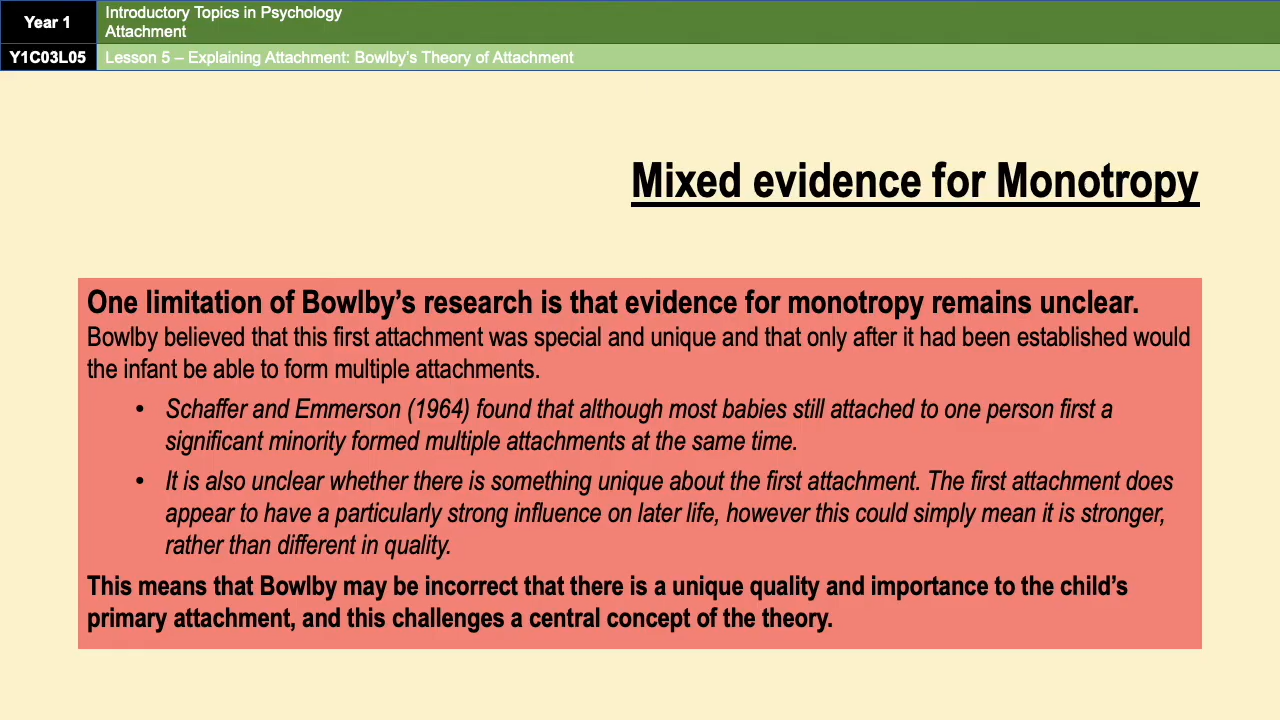 Year 1
Introductory Topics in Psychology
Attachment
Y1C03L05
Lesson 5 – Explaining Attachment: Bowlby's Theory of Attachment
Mixed evidence for Monotropy
One limitation of Bowlby's research is that evidence for monotropy remains unclear.
Bowlby believed that this first attachment was special and unique and that only after it had been established would
the infant be able to form multiple attachments.
• Schaffer and Emmerson (1964) found that although most babies still attached to one person first a
significant minority formed multiple attachments at the same time.
• It is also unclear whether there is something unique about the first attachment. The first attachment does
appear to have a particularly strong influence on later life, however this could simply mean it is stronger,
rather than different in quality.
This means that Bowlby may be incorrect that there is a unique quality and importance to the child's
primary attachment, and this challenges a central concept of the theory.